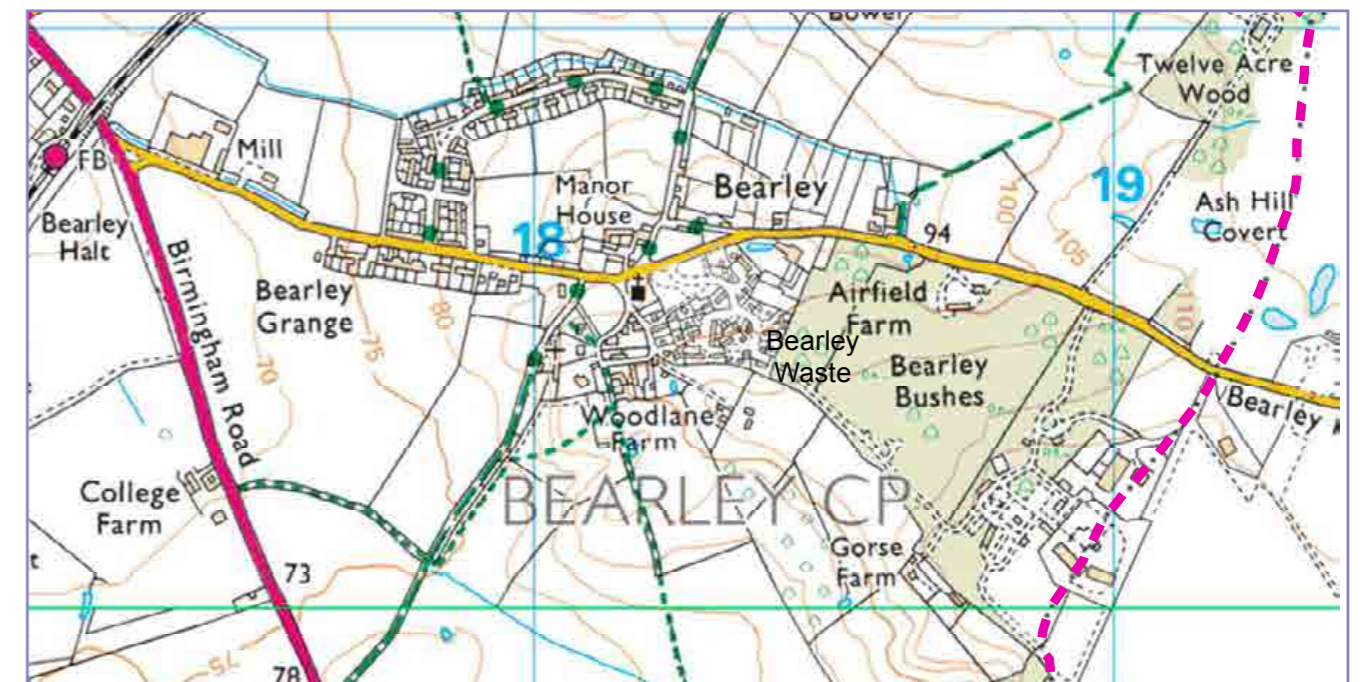 Bower
Twelve Acre
Wood
Mill
FB
Manor
House
Bearley
19
100
Ash Hill
Covert
Bearley
Halt
18
94
105
Birmingham Road
Bearley
Grange
80
75
70
Airfield
Farm
110
Bearley
Waste
Bearley
Bushes
Bearley
Woodlane
Farm
College
Farm
BEARLEY CP
Gorse
Farm
t
73
75
78